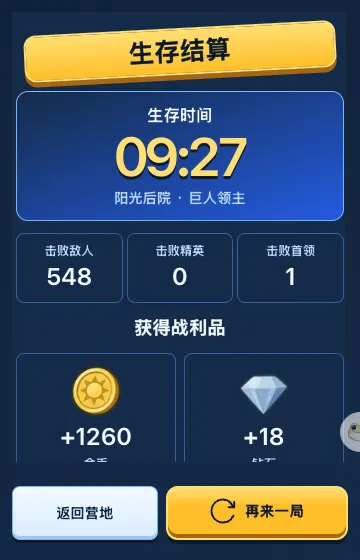 生存结算
生存时间
09:27
阳光后院 · 巨人领主
击败敌人
548
击败精英
0
击败首领
1
获得战利品
+1260
+18
返回营地
再来一局